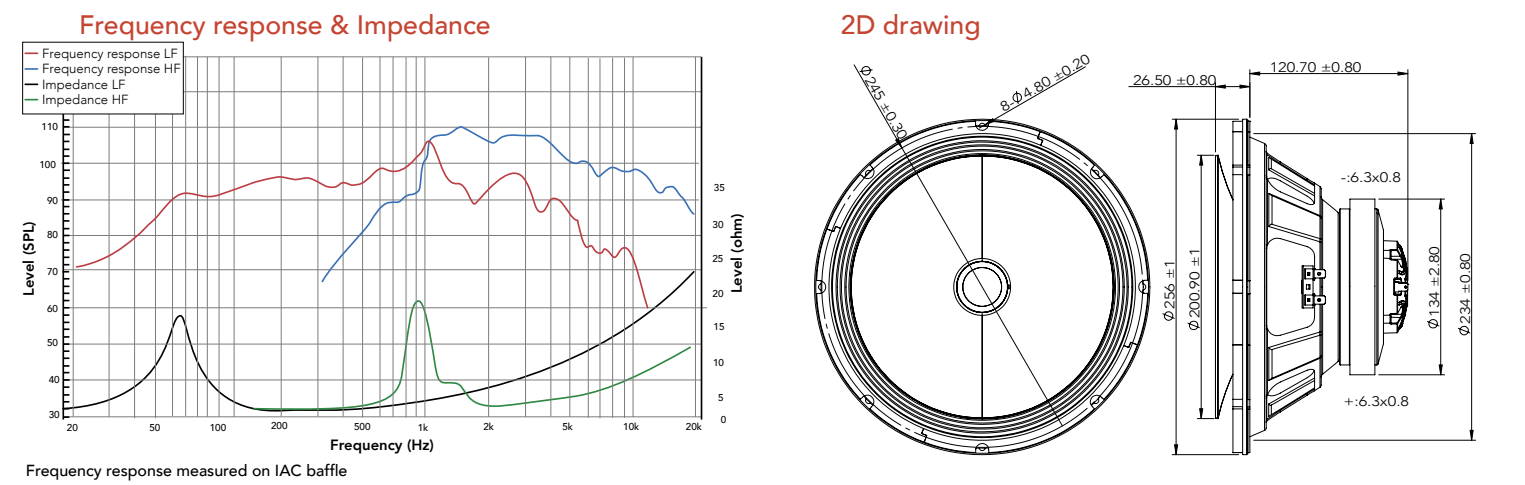 Frequency response & Impedance
Frequency response LF
Frequency response HF
Impedance LF
Impedance HF
110
100
90
80
70
60
50
40
30
Level (SPL)
35
30
25
20
15
10
5
0
Level (ohm)
20 50 100 200 500 1k 2k 5k 10k 20k
Frequency (Hz)
Frequency response measured on IAC baffle
2D drawing
Ø245 ±0.30
8-Ø4.80 ±0.20
26.50 ±0.80
120.70 ±0.80
Ø256 ±1
Ø200.90 ±1
-:6.3x0.8
Ø134 ±2.80
Ø234 ±0.80
+:6.3x0.8